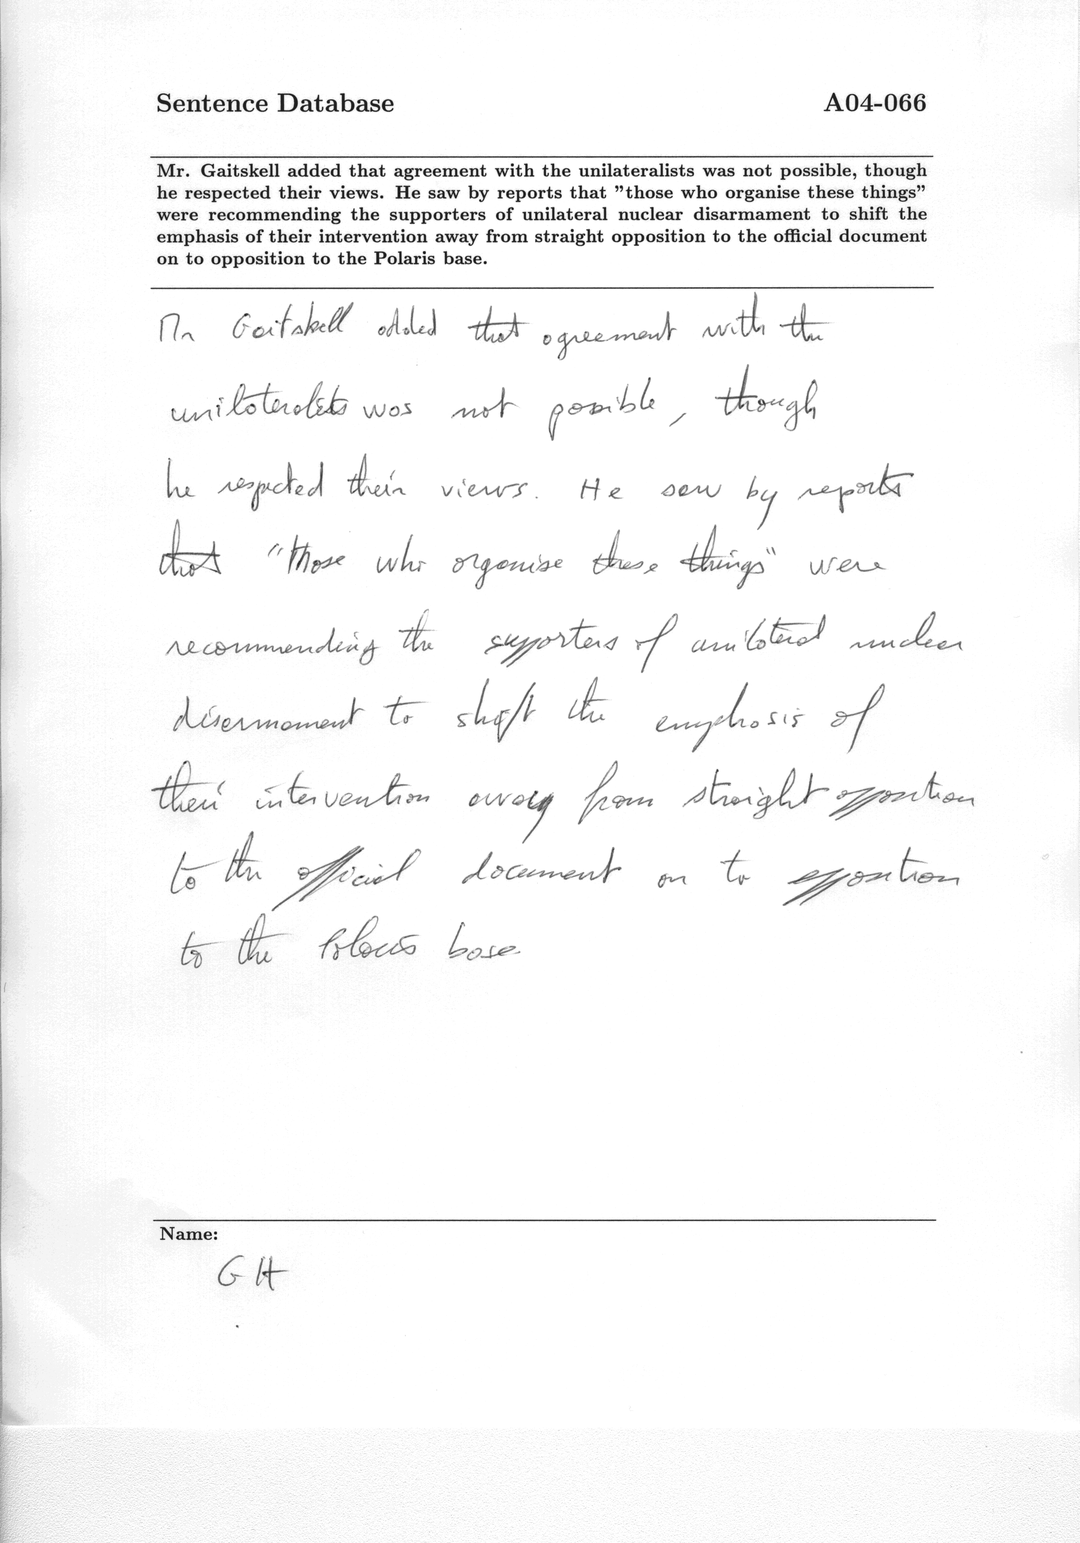 Sentence Database A04-066
Mr. Gaitskell added that agreement with the unilateralists was not possible, though
he respected their views. He saw by reports that ”those who organise these things”
were recommending the supporters of unilateral nuclear disarmament to shift the
emphasis of their intervention away from straight opposition to the official document
on to opposition to the Polaris base.
Mr Gaitskell added that agreement with the
unilateralists was not possible, though
he respected their views. He saw by reports
that "those who organise these things" were
recommending the supporters of unilateral nuclear
disarmament to shift the emphasis of
their intervention away from straight opposition
to the official document on to opposition
to the Polaris base.
Name:
GH